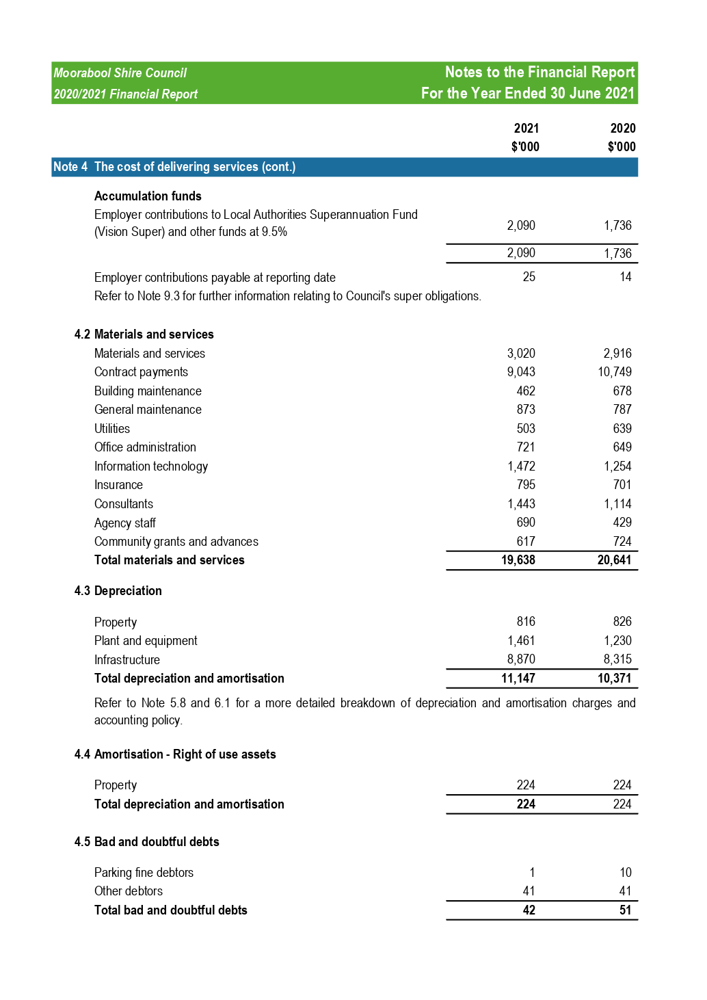 Moorabool Shire Council Notes to the Financial Report
2020/2021 Financial Report For the Year Ended 30 June 2021
2021 2020
$'000 $'000
Note 4 The cost of delivering services (cont.)
Accumulation funds
Employer contributions to Local Authorities Superannuation Fund
(Vision Super) and other funds at 9.5% 2,090 1,736
2,090 1,736
Employer contributions payable at reporting date 25 14
Refer to Note 9.3 for further information relating to Council's super obligations.
4.2 Materials and services
Materials and services 3,020 2,916
Contract payments 9,043 10,749
Building maintenance 462 678
General maintenance 873 787
Utilities 503 639
Office administration 721 649
Information technology 1,472 1,254
Insurance 795 701
Consultants 1,443 1,114
Agency staff 690 429
Community grants and advances 617 724
Total materials and services 19,638 20,641
4.3 Depreciation
Property 816 826
Plant and equipment 1,461 1,230
Infrastructure 8,870 8,315
Total depreciation and amortisation 11,147 10,371
Refer to Note 5.8 and 6.1 for a more detailed breakdown of depreciation and amortisation charges and
accounting policy.
4.4 Amortisation - Right of use assets
Property 224 224
Total depreciation and amortisation 224 224
4.5 Bad and doubtful debts
Parking fine debtors 1 10
Other debtors 41 41
Total bad and doubtful debts 42 51